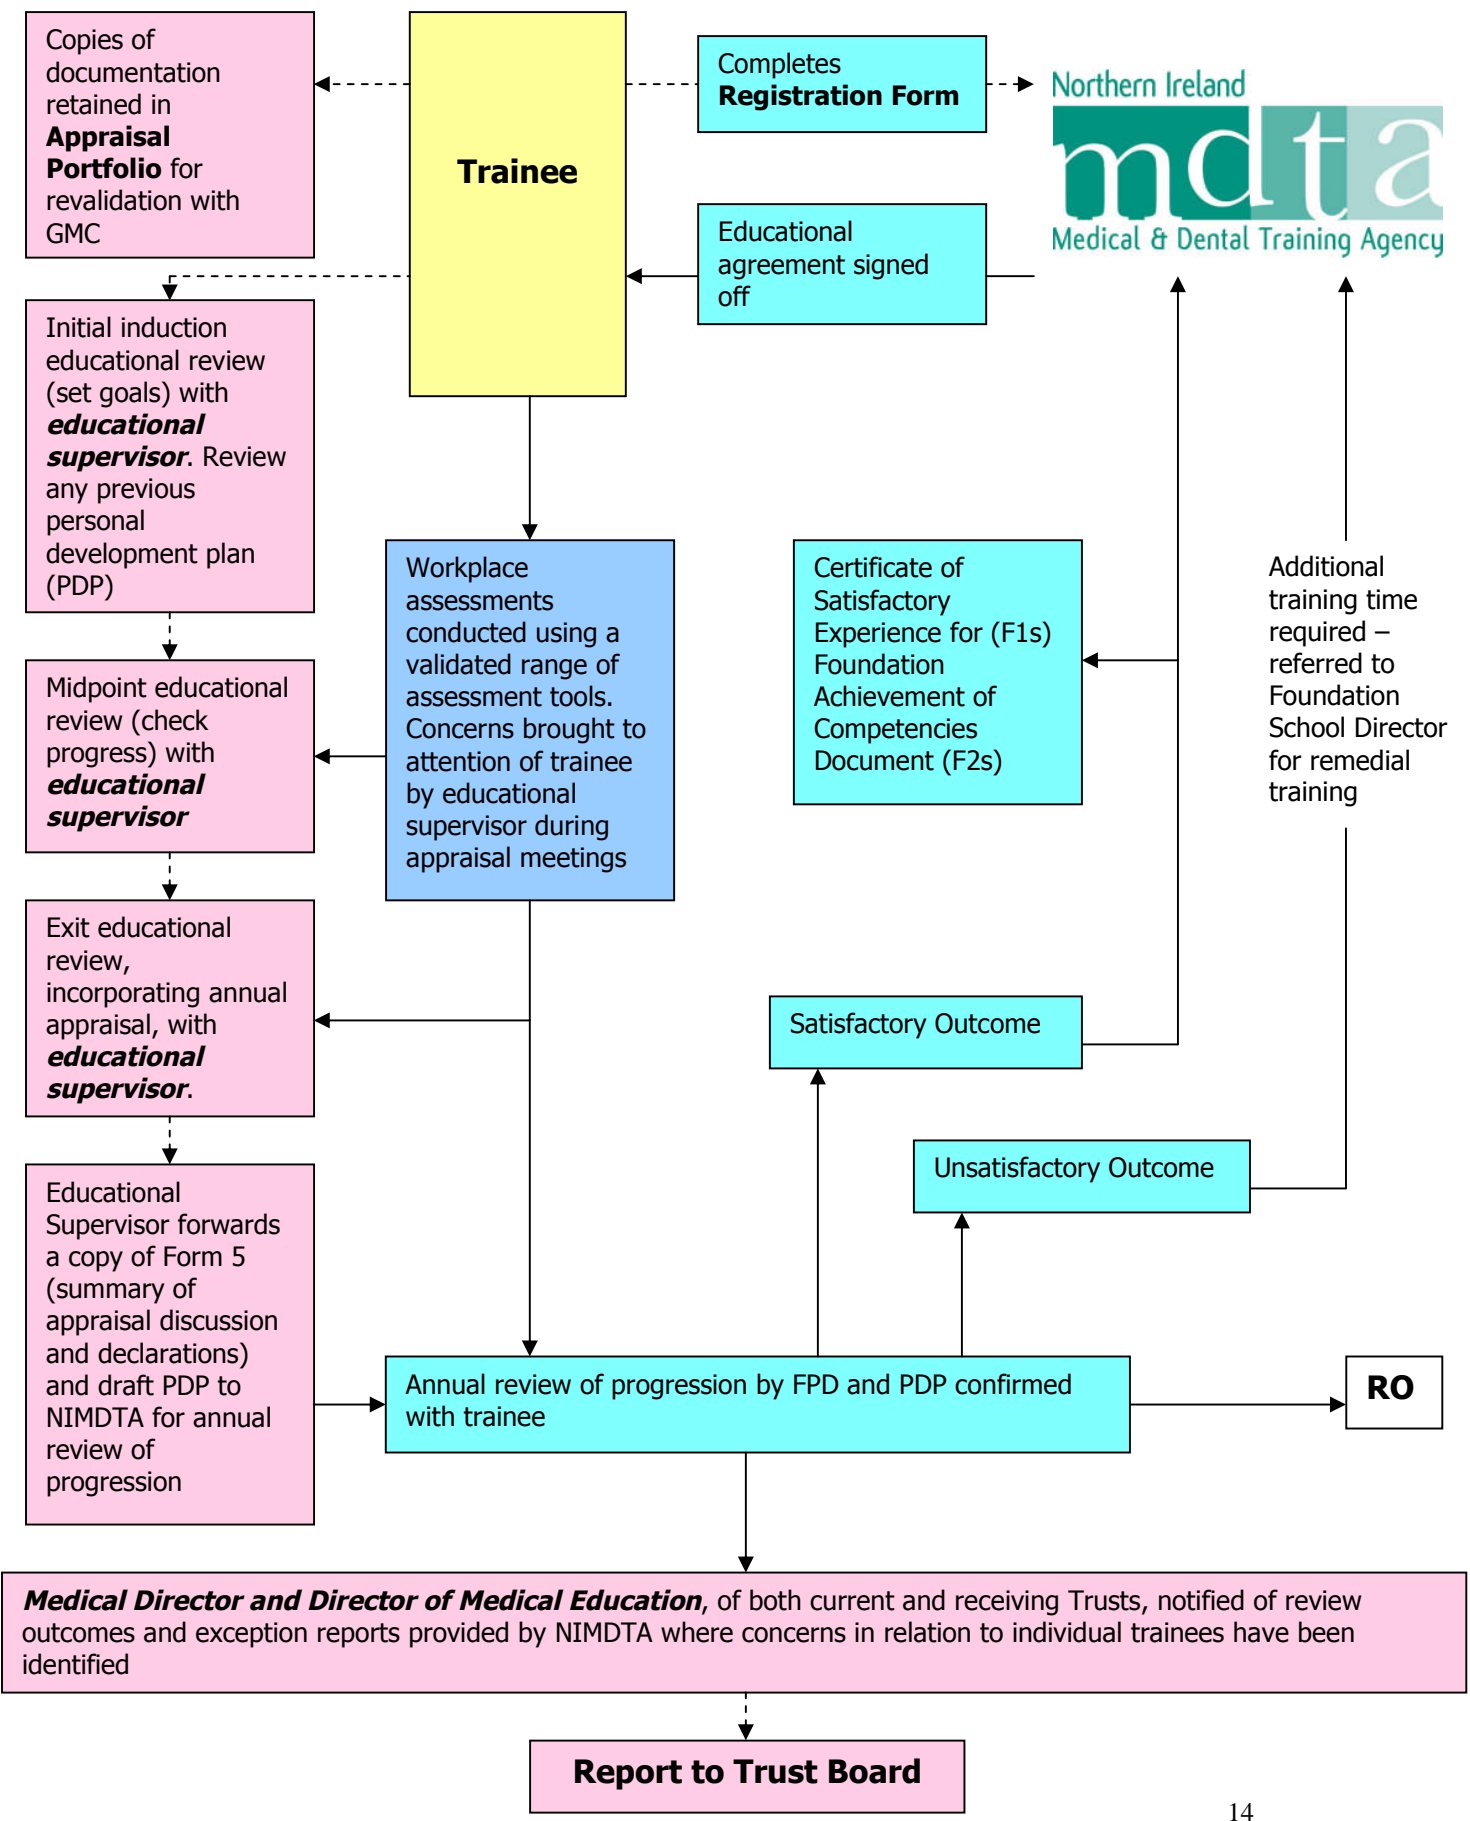 Copies of
documentation
retained in
Appraisal
Portfolio for
revalidation with
GMC
Trainee
Completes
Registration Form
Northern Ireland
mdta
Medical & Dental Training Agency
Educational
agreement signed
off
Initial induction
educational review
(set goals) with
educational
supervisor. Review
any previous
personal
development plan
(PDP)
Workplace
assessments
conducted using a
validated range of
assessment tools.
Concerns brought to
attention of trainee
by educational
supervisor during
appraisal meetings
Certificate of
Satisfactory
Experience for (F1s)
Foundation
Achievement of
Competencies
Document (F2s)
Additional
training time
required –
referred to
Foundation
School Director
for remedial
training
Midpoint educational
review (check
progress) with
educational
supervisor
Exit educational
review,
incorporating annual
appraisal, with
educational
supervisor.
Satisfactory Outcome
Unsatisfactory Outcome
Educational
Supervisor forwards
a copy of Form 5
(summary of
appraisal discussion
and declarations)
and draft PDP to
NIMDTA for annual
review of
progression
Annual review of progression by FPD and PDP confirmed
with trainee
RO
Medical Director and Director of Medical Education, of both current and receiving Trusts, notified of review
outcomes and exception reports provided by NIMDTA where concerns in relation to individual trainees have been
identified
Report to Trust Board
14